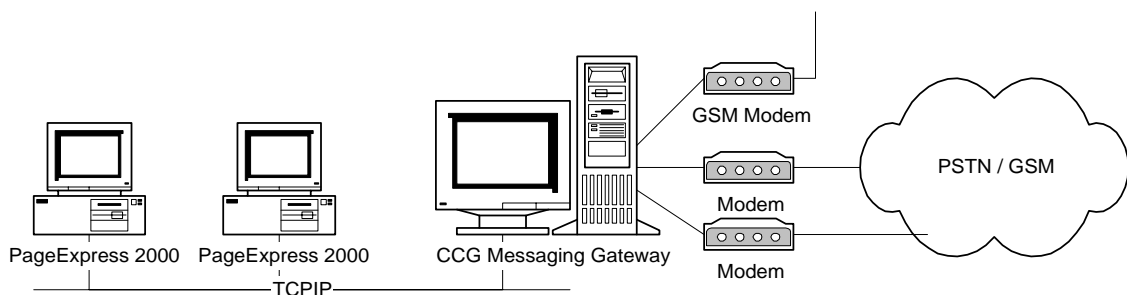 GSM Modem
PSTN / GSM
Modem
PageExpress 2000
PageExpress 2000
CCG Messaging Gateway
Modem
TCPIP